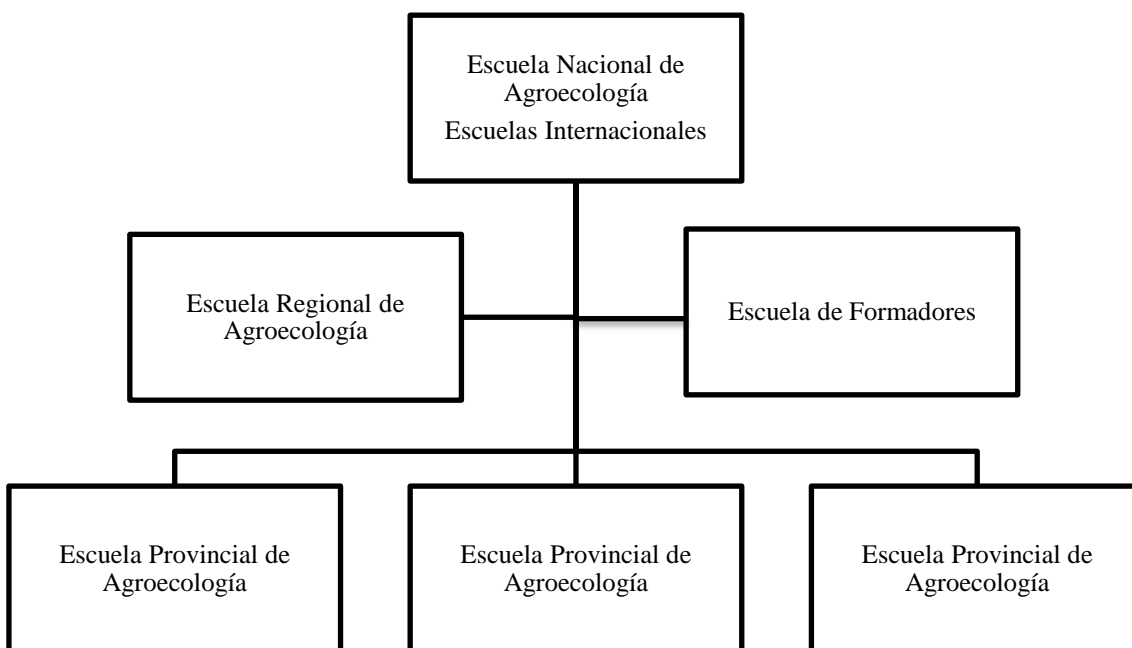 Escuela Nacional de
Agroecología
Escuelas Internacionales
Escuela Regional de
Agroecología
Escuela de Formadores
Escuela Provincial de
Agroecología
Escuela Provincial de
Agroecología
Escuela Provincial de
Agroecología